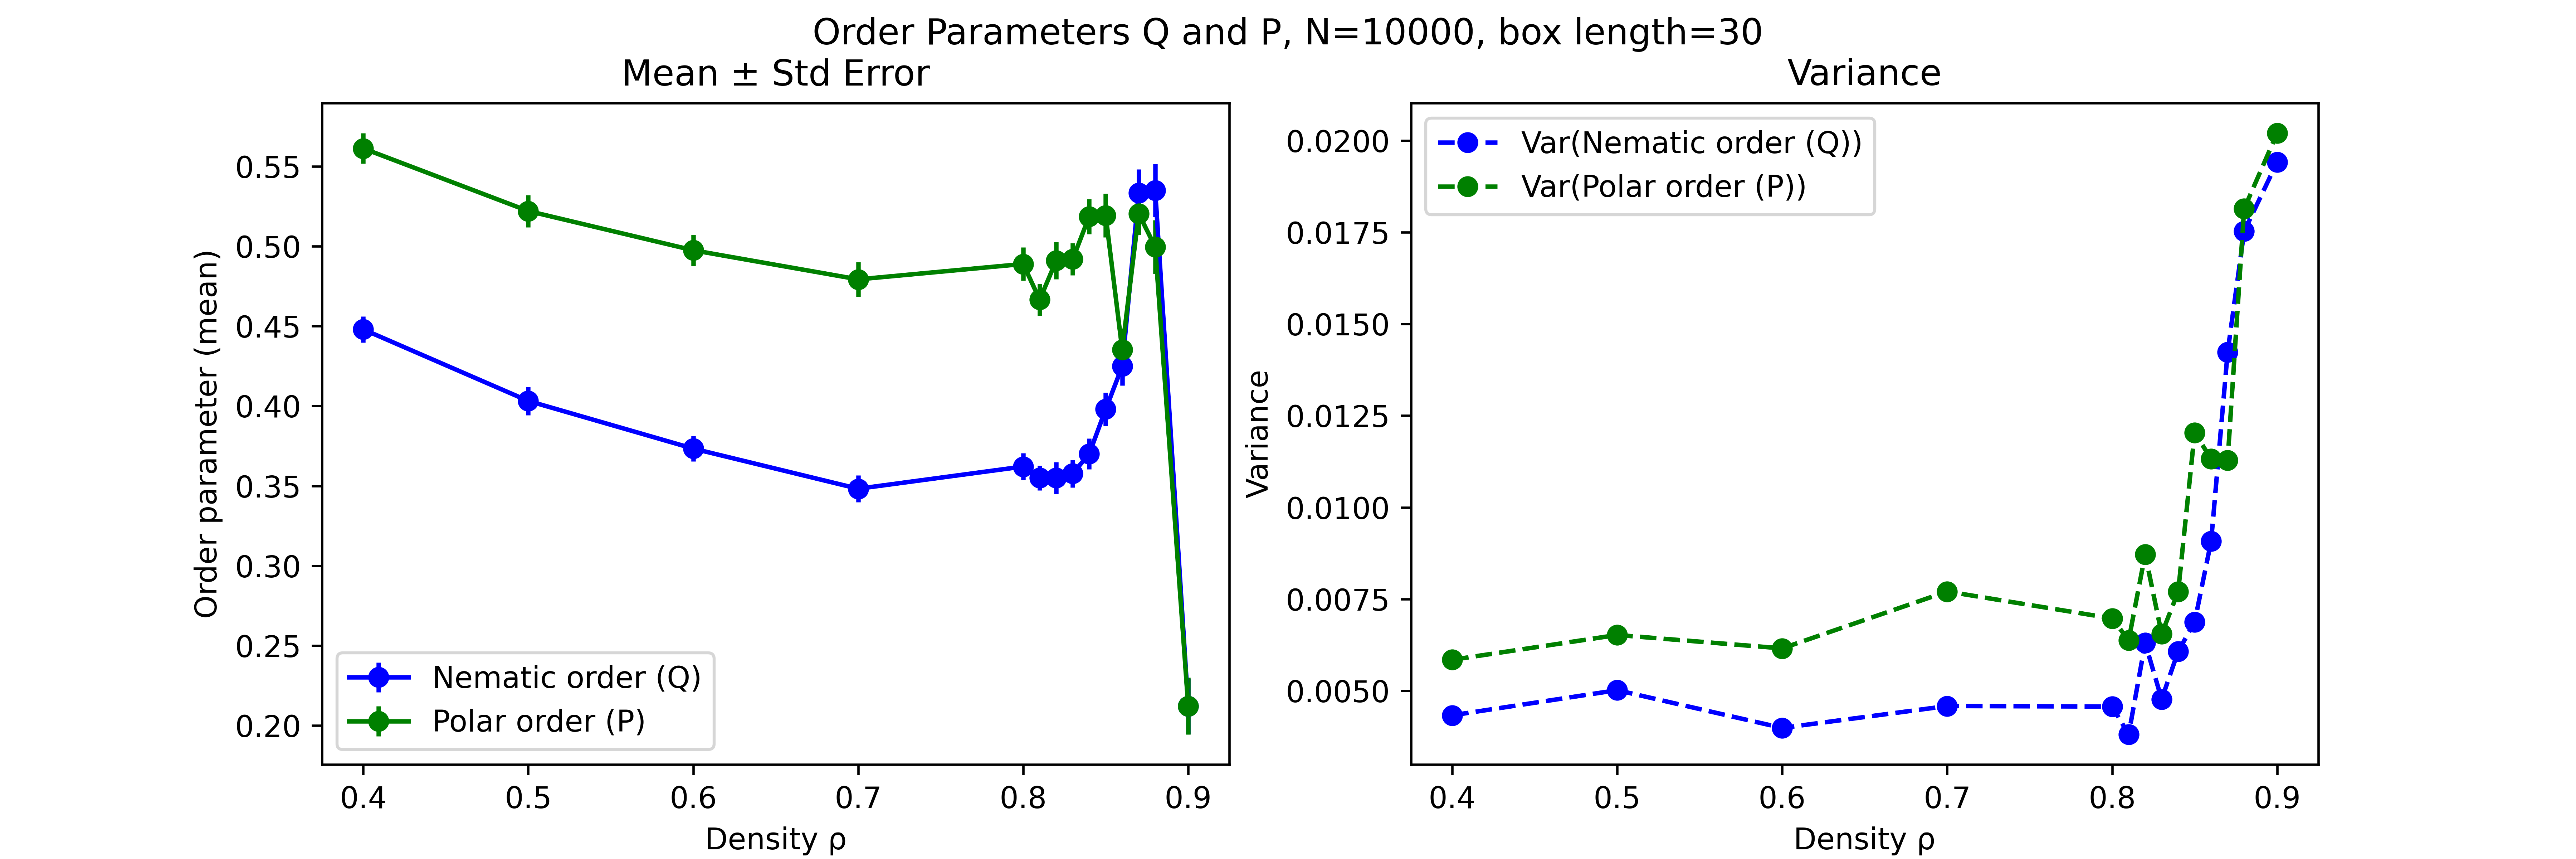 Order Parameters Q and P, N=10000, box length=30
Mean ± Std Error
Order parameter (mean)
0.55
0.50
0.45
0.40
0.35
0.30
0.25
0.20
Nematic order (Q)
Polar order (P)
0.4 0.5 0.6 0.7 0.8 0.9
Density ρ
Variance
Variance
0.0200
0.0175
0.0150
0.0125
0.0100
0.0075
0.0050
Var(Nematic order (Q))
Var(Polar order (P))
0.4 0.5 0.6 0.7 0.8 0.9
Density ρ